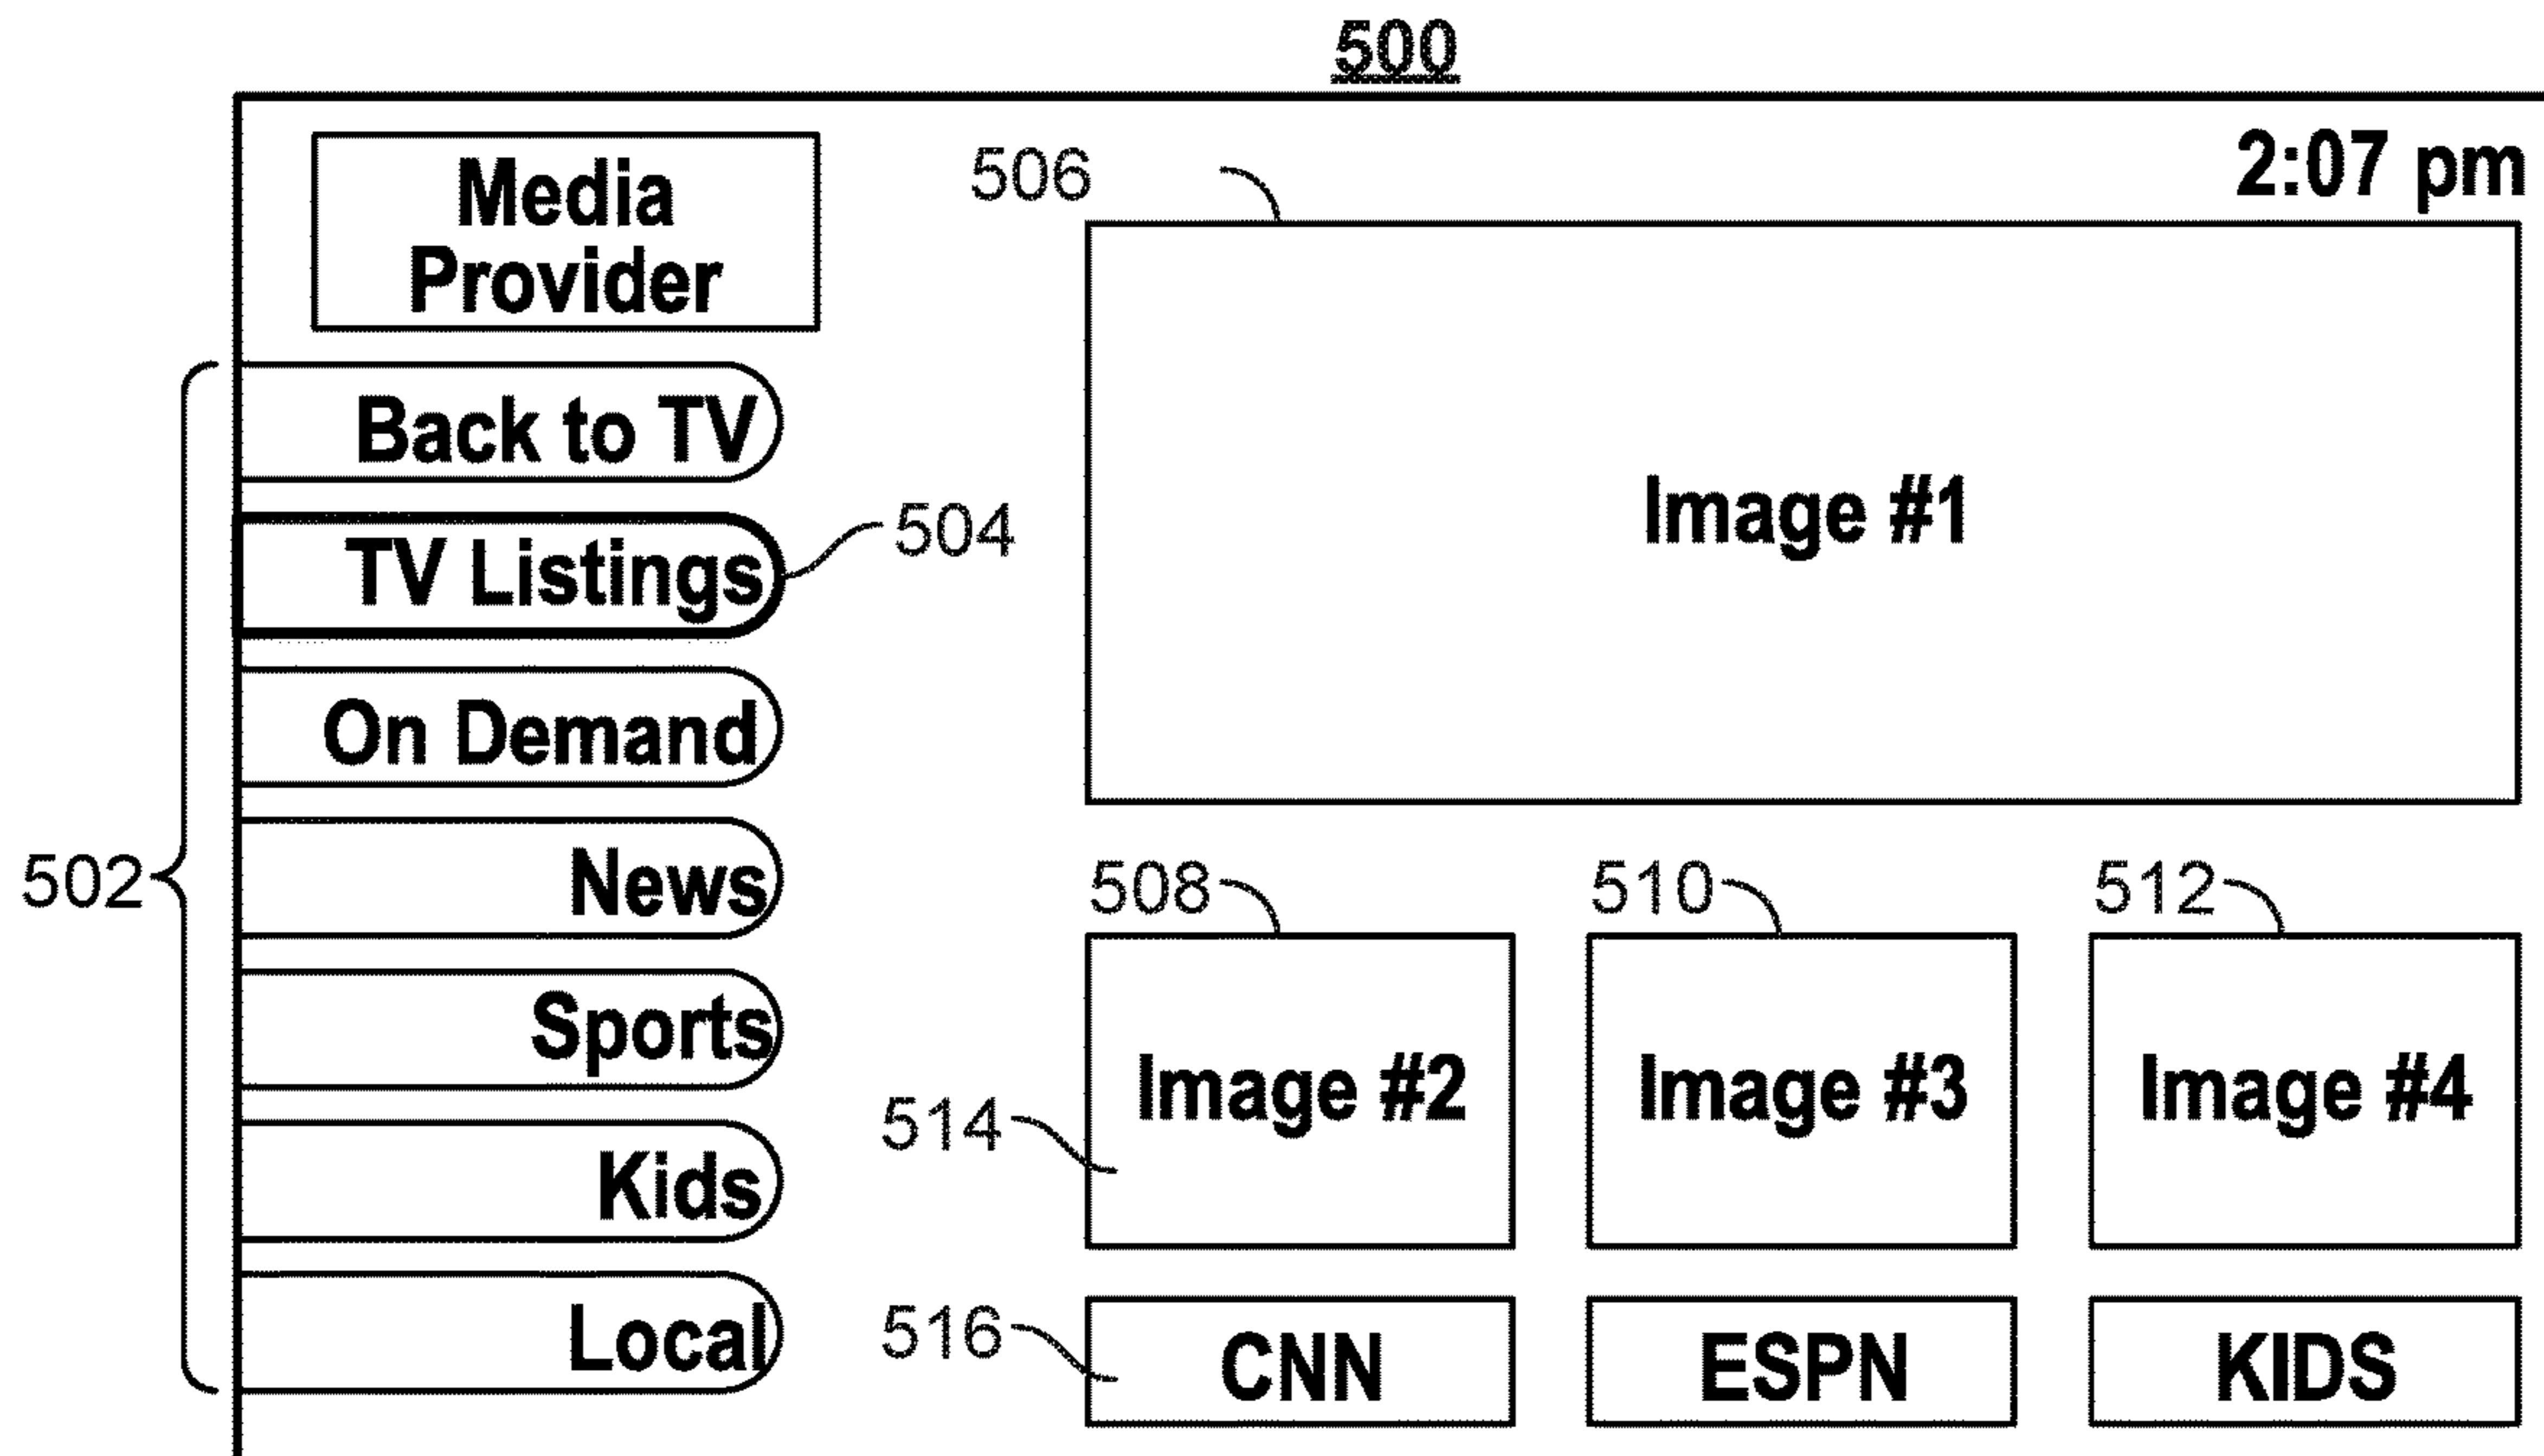 500
2:07 pm
Media
Provider
506
Back to TV
TV Listings
504
Image #1
On Demand
News
502
508
510
512
Sports
Image #2
Image #3
Image #4
514
Kids
Local
516
CNN
ESPN
KIDS